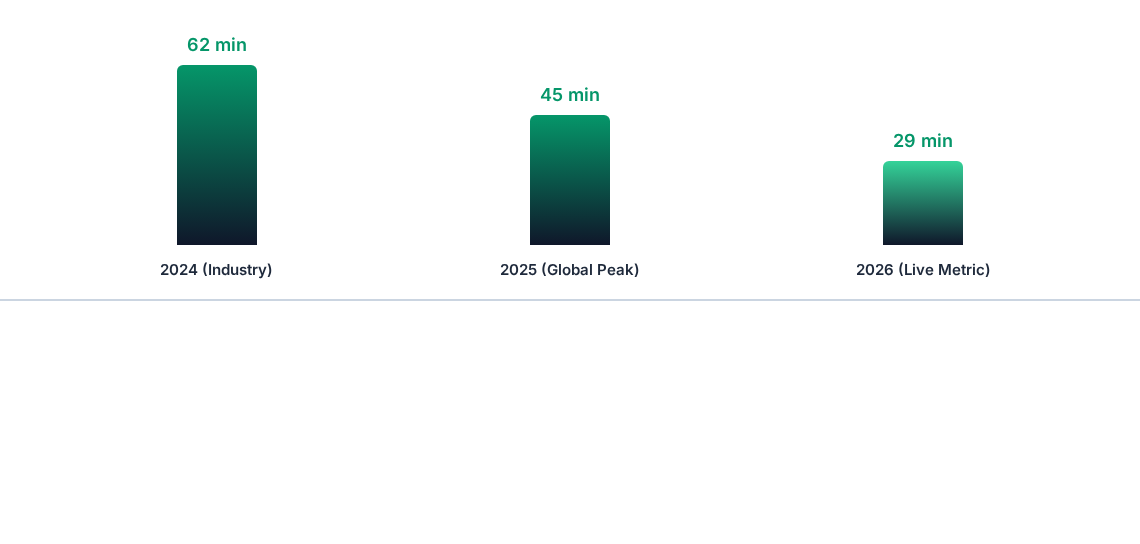 62 min
45 min
29 min
2024 (Industry)
2025 (Global Peak)
2026 (Live Metric)